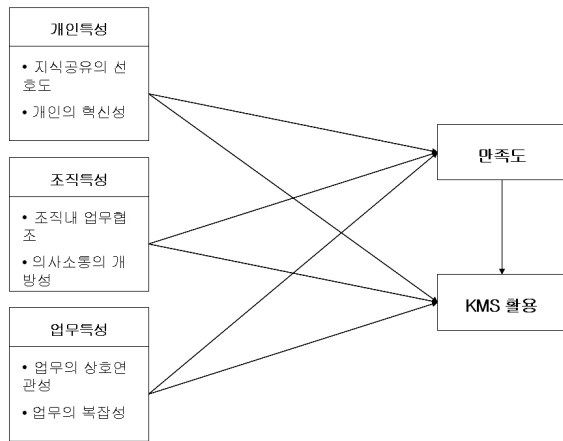 개인특성
• 지식공유의 선
호도
• 개인의 혁신성
조직특성
• 조직내 업무협
조
• 의사소통의 개
방성
업무특성
• 업무의 상호연
관성
• 업무의 복잡성
만족도
KMS 활용